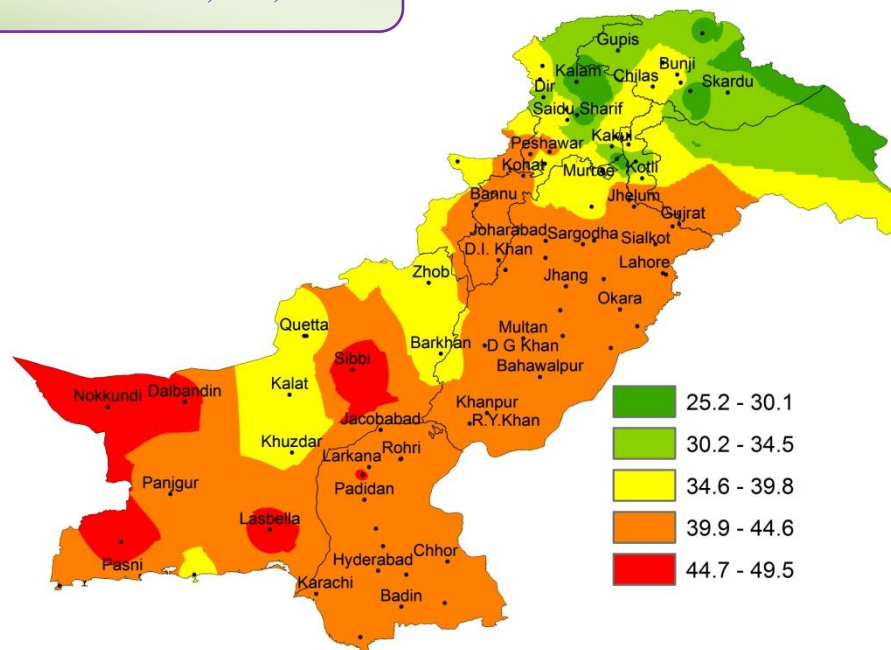 Gupis
Kalam
Chilas
Bunji
Skardu
Dir
Saidu Sharif
Kakul
Peshawar
Kohat
Murree
Kotli
Bannu
Jhelum
Gujrat
Joharabad
Sargodha
Sialkot
D.I. Khan
Lahore
Zhob
Jhang
Okara
Quetta
Multan
D G Khan
Barkhan
Sibbi
Bahawalpur
Nokkundi
Dalbandin
Kalat
Khanpur
R.Y.Khan
Jacobabad
Khuzdar
Rohri
Larkana
Panjgur
Padidan
Lasbella
Pasni
Hyderabad
Chhor
Karachi
Badin
25.2 - 30.1
30.2 - 34.5
34.6 - 39.8
39.9 - 44.6
44.7 - 49.5